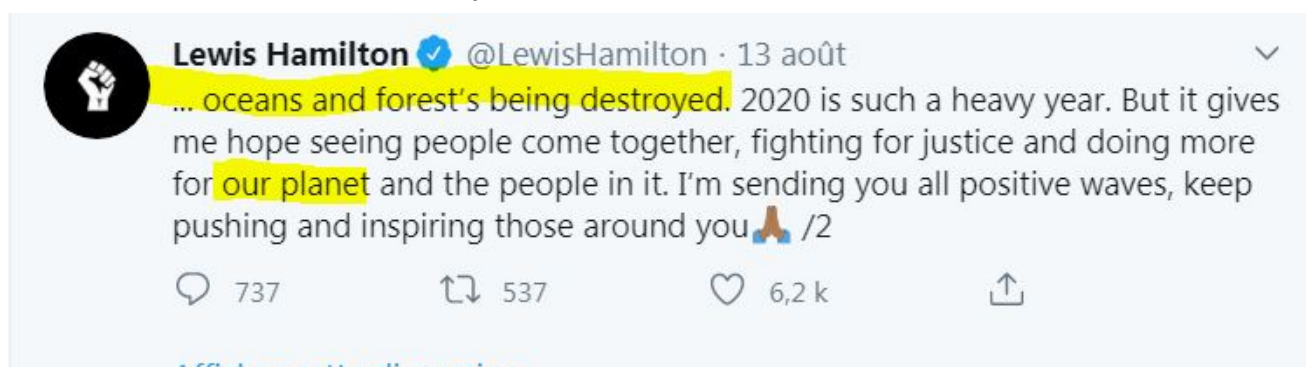 Lewis Hamilton @LewisHamilton · 13 août
... oceans and forest's being destroyed. 2020 is such a heavy year. But it gives
me hope seeing people come together, fighting for justice and doing more
for our planet and the people in it. I'm sending you all positive waves, keep
pushing and inspiring those around you🙏🏾 /2
737 537 6,2 k